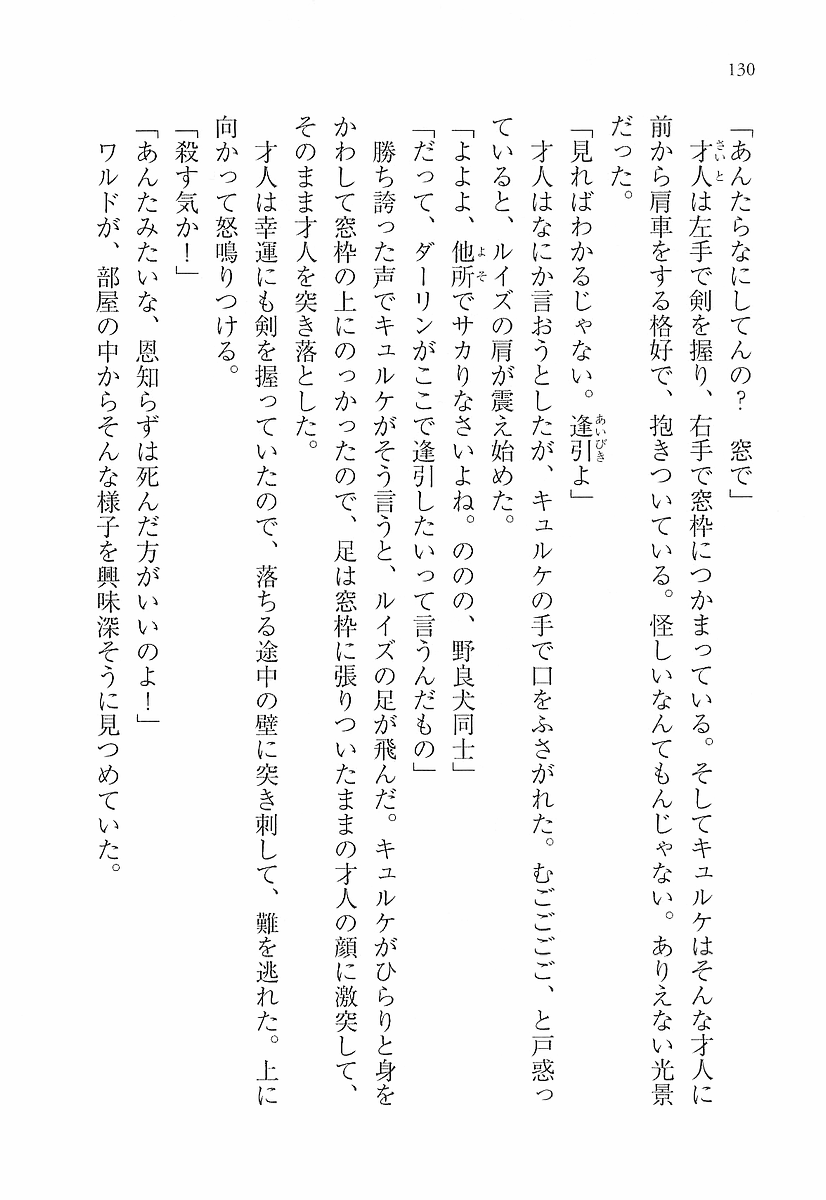 130
「あんたらなにしてんの？　窓で」
　才人は左手で剣を握り、右手で窓枠につかまっている。そしてキュルケはそんな才人に
前から肩車をする格好で、抱きついている。怪しいなんてもんじゃない。ありえない光景
だった。
「見ればわかるじゃない。逢引よ」
　才人はなにか言おうとしたが、キュルケの手で口をふさがれた。むごごごご、と戸惑っ
ていると、ルイズの肩が震え始めた。
「よよよ、他所でサカりなさいよね。ののの、野良犬同士」
「だって、ダーリンがここで逢引したいって言うんだもの」
　勝ち誇った声でキュルケがそう言うと、ルイズの足が飛んだ。キュルケがひらりと身を
かわして窓枠の上にのっかったので、足は窓枠に張りついたままの才人の顔に激突して、
そのまま才人を突き落とした。
　才人は幸運にも剣を握っていたので、落ちる途中の壁に突き刺して、難を逃れた。上に
向かって怒鳴りつける。
「殺す気か！」
「あんたみたいな、恩知らずは死んだ方がいいのよ！」
　ワルドが、部屋の中からそんな様子を興味深そうに見つめていた。